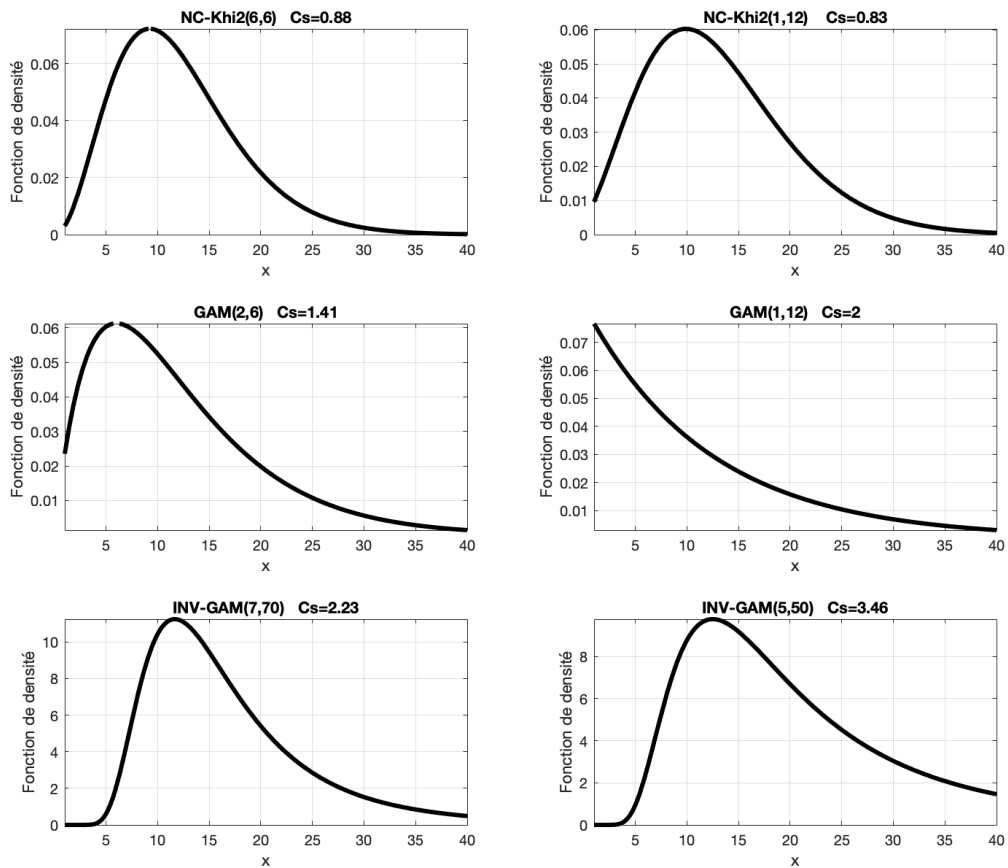 NC-Khi2(6,6) Cs=0.88
Fonction de densité
0.06
0.04
0.02
0
5 10 15 20 25 30 35 40
x
NC-Khi2(1,12) Cs=0.83
Fonction de densité
0.06
0.05
0.04
0.03
0.02
0.01
0
5 10 15 20 25 30 35 40
x
GAM(2,6) Cs=1.41
Fonction de densité
0.06
0.05
0.04
0.03
0.02
0.01
5 10 15 20 25 30 35 40
x
GAM(1,12) Cs=2
Fonction de densité
0.07
0.06
0.05
0.04
0.03
0.02
0.01
5 10 15 20 25 30 35 40
x
INV-GAM(7,70) Cs=2.23
Fonction de densité
10
8
6
4
2
0
5 10 15 20 25 30 35 40
x
INV-GAM(5,50) Cs=3.46
Fonction de densité
8
6
4
2
0
5 10 15 20 25 30 35 40
x